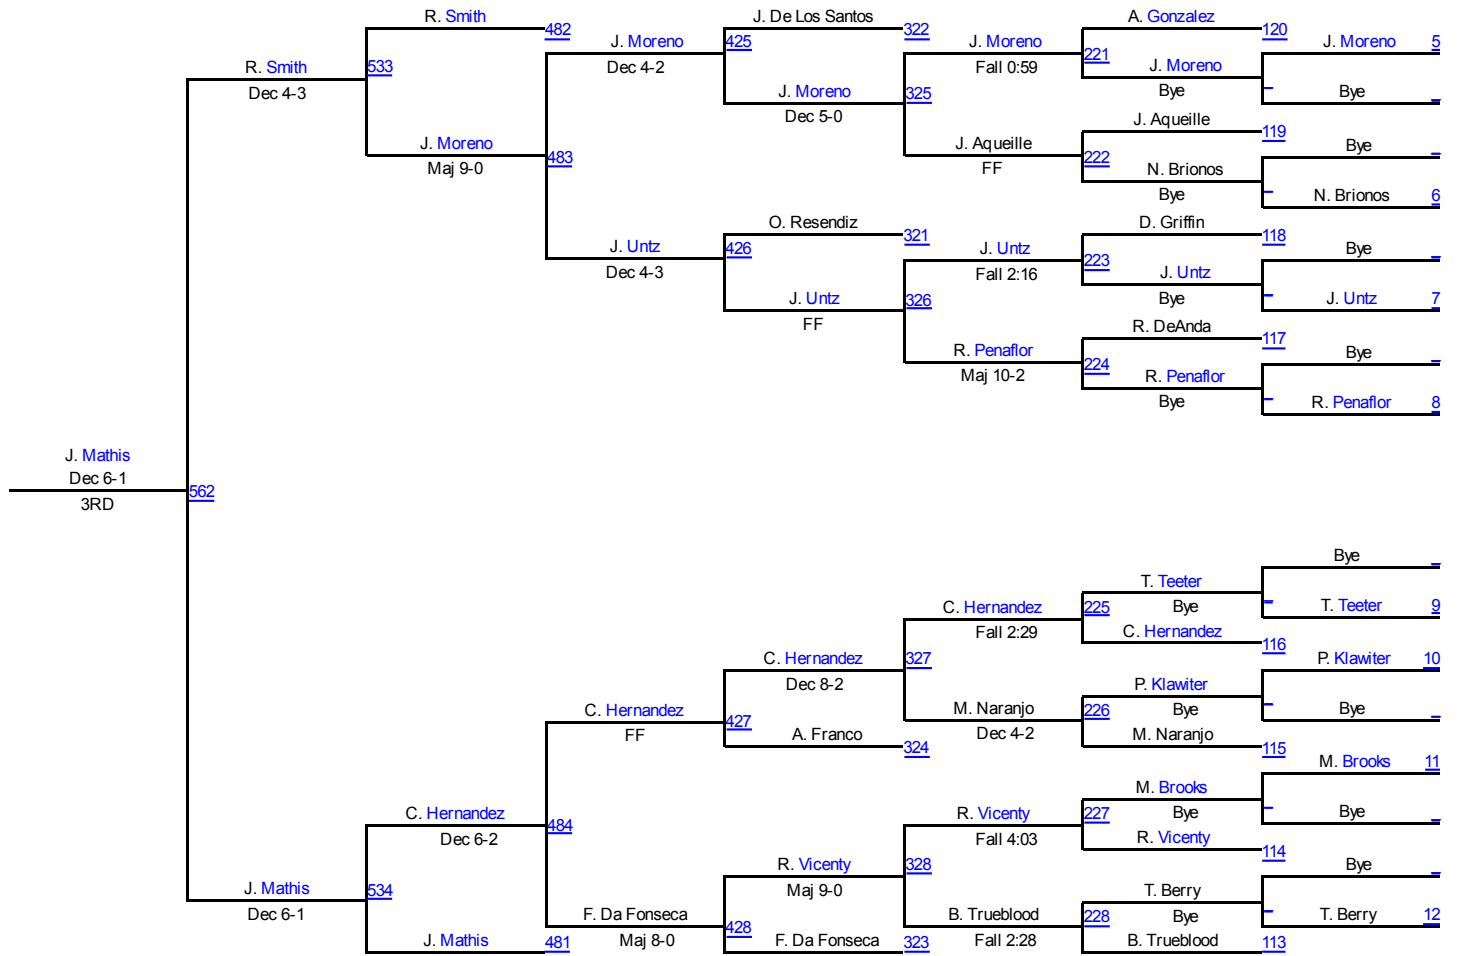 R. Smith
J. De Los Santos
A. Gonzalez
482
322
120
J. Moreno
425
J. Moreno
J. Moreno
5
533
R. Smith
Dec 4-2
Fall 0:59
221
J. Moreno
Dec 4-3
J. Moreno
325
Bye
Bye
Dec 5-0
J. Aqueille
119
J. Moreno
J. Aqueille
Bye
Maj 9-0
483
FF
222
N. Brionos
Bye
N. Brionos
6
O. Resendiz
D. Griffin
321
118
J. Untz
426
J. Untz
Bye
Dec 4-3
Fall 2:16
223
J. Untz
J. Untz
326
Bye
J. Untz
7
FF
R. DeAnda
117
R. Penaflor
Bye
Maj 10-2
224
R. Penaflor
Bye
R. Penaflor
8
J. Mathis
Dec 6-1
562
3RD
Bye
T. Teeter
C. Hernandez
225
Bye
T. Teeter
9
Fall 2:29
C. Hernandez
116
C. Hernandez
327
P. Klawiter
10
Dec 8-2
P. Klawiter
C. Hernandez
427
M. Naranjo
226
Bye
Bye
FF
A. Franco
324
Dec 4-2
M. Naranjo
115
M. Brooks
11
M. Brooks
C. Hernandez
484
R. Vicenty
227
Bye
Bye
Dec 6-2
Fall 4:03
R. Vicenty
114
R. Vicenty
328
Bye
J. Mathis
534
Maj 9-0
T. Berry
Dec 6-1
F. Da Fonseca
428
B. Trueblood
228
Bye
T. Berry
12
J. Mathis
481
Maj 8-0
F. Da Fonseca
323
Fall 2:28
B. Trueblood
113